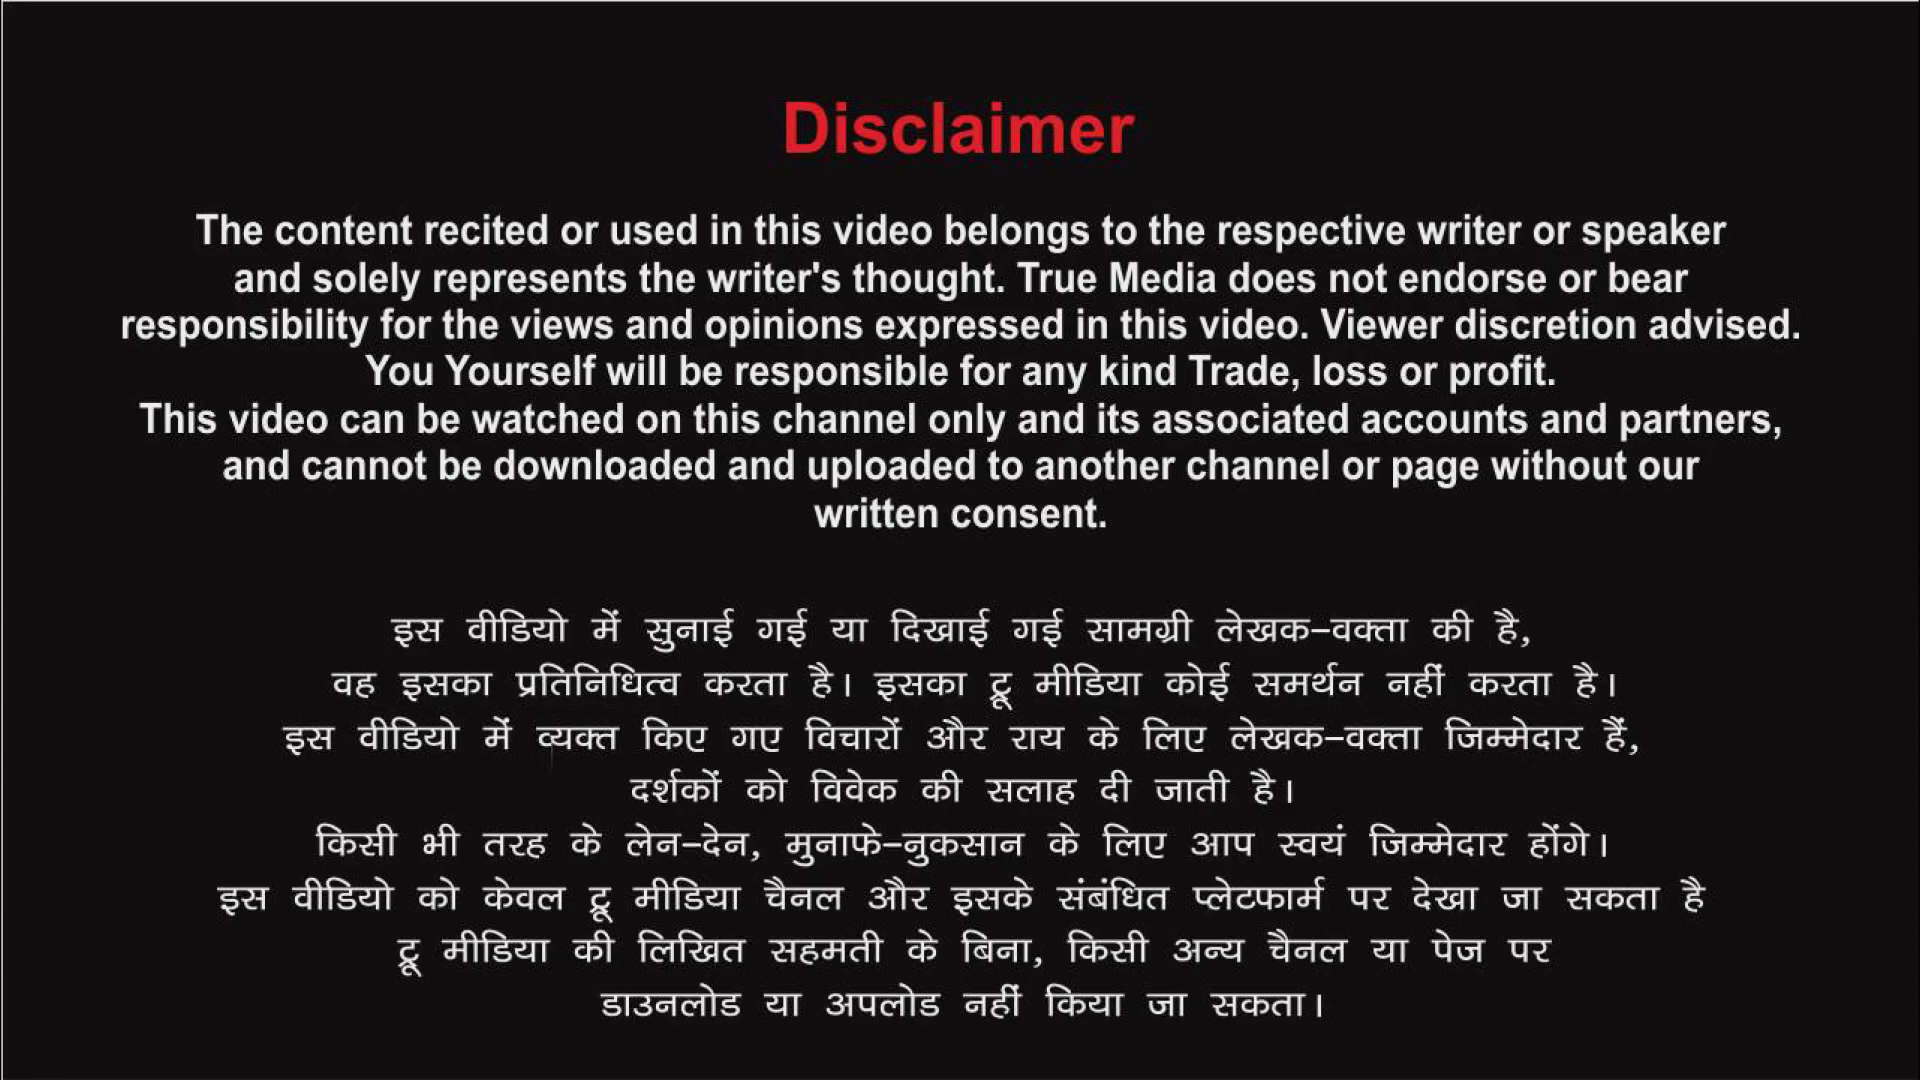 Disclaimer
The content recited or used in this video belongs to the respective writer or speaker
and solely represents the writer's thought. True Media does not endorse or bear
responsibility for the views and opinions expressed in this video. Viewer discretion advised.
You Yourself will be responsible for any kind Trade, loss or profit.
This video can be watched on this channel only and its associated accounts and partners,
and cannot be downloaded and uploaded to another channel or page without our
written consent.
इस वीडियो में सुनाई गई या दिखाई गई सामग्री लेखक–वक्ता की है,
वह इसका प्रतिनिधित्व करता है। इसका ट्रू मीडिया कोई समर्थन नहीं करता है।
इस वीडियो में व्यक्त किए गए विचारों और राय के लिए लेखक–वक्ता जिम्मेदार हैं,
दर्शकों को विवेक की सलाह दी जाती है।
किसी भी तरह के लेन–देन, मुनाफे–नुकसान के लिए आप स्वयं जिम्मेदार होंगे।
इस वीडियो को केवल ट्रू मीडिया चैनल और इसके संबंधित प्लेटफार्म पर देखा जा सकता है
ट्रू मीडिया की लिखित सहमती के बिना, किसी अन्य चैनल या पेज पर
डाउनलोड या अपलोड नहीं किया जा सकता।